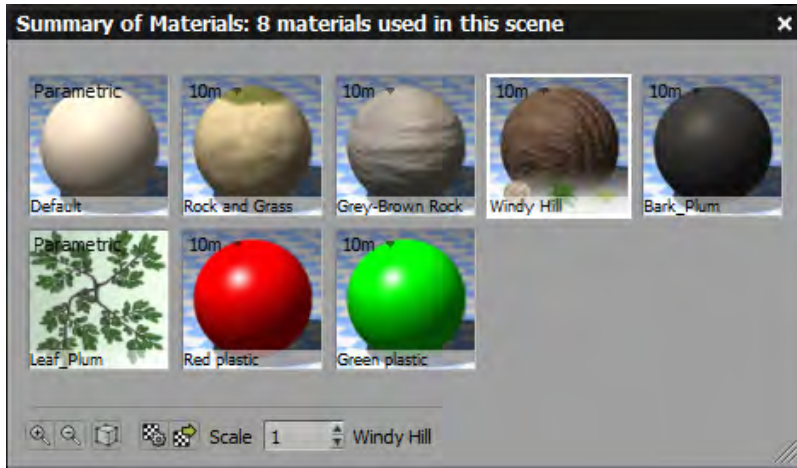 Summary of Materials: 8 materials used in this scene
Parametric
10m
10m
10m
10m
Default
Rock and Grass
Grey-Brown Rock
Windy Hill
Bark_Plum
Parametric
10m
10m
Leaf_Plum
Red plastic
Green plastic
Scale 1 Windy Hill